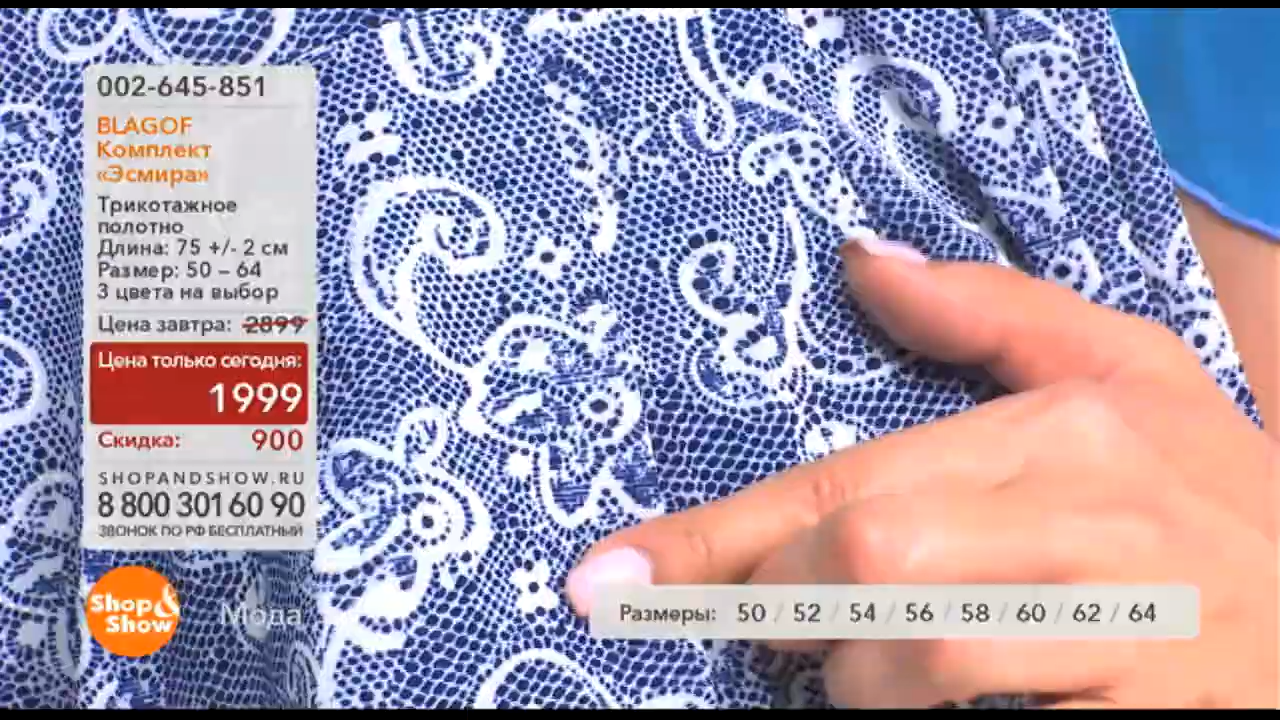 002-645-851
BLAGOF
Комплект
«Эсмира»
Трикотажное
полотно
Длина: 75 +/- 2 см
Размер: 50 – 64
3 цвета на выбор
Цена завтра: 2899
Цена только сегодня:
1999
Скидка: 900
SHOPANDSHOW.RU
8 800 301 60 90
ЗВОНОК ПО РФ БЕСПЛАТНЫЙ
Shop&
Show
Мода
Размеры: 50 / 52 / 54 / 56 / 58 / 60 / 62 / 64